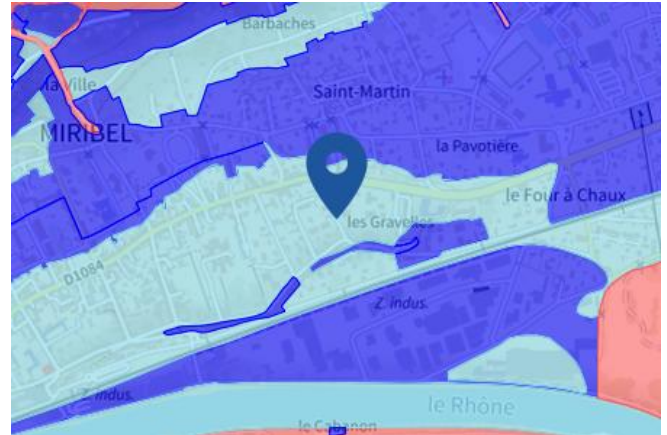 Barbaches
la Ville
Saint-Martin
MIRIBEL
la Pavotière
le Four à Chaux
les Gravelles
D1084
Z. indus.
Z. indus.
le Rhône
le Cabanon